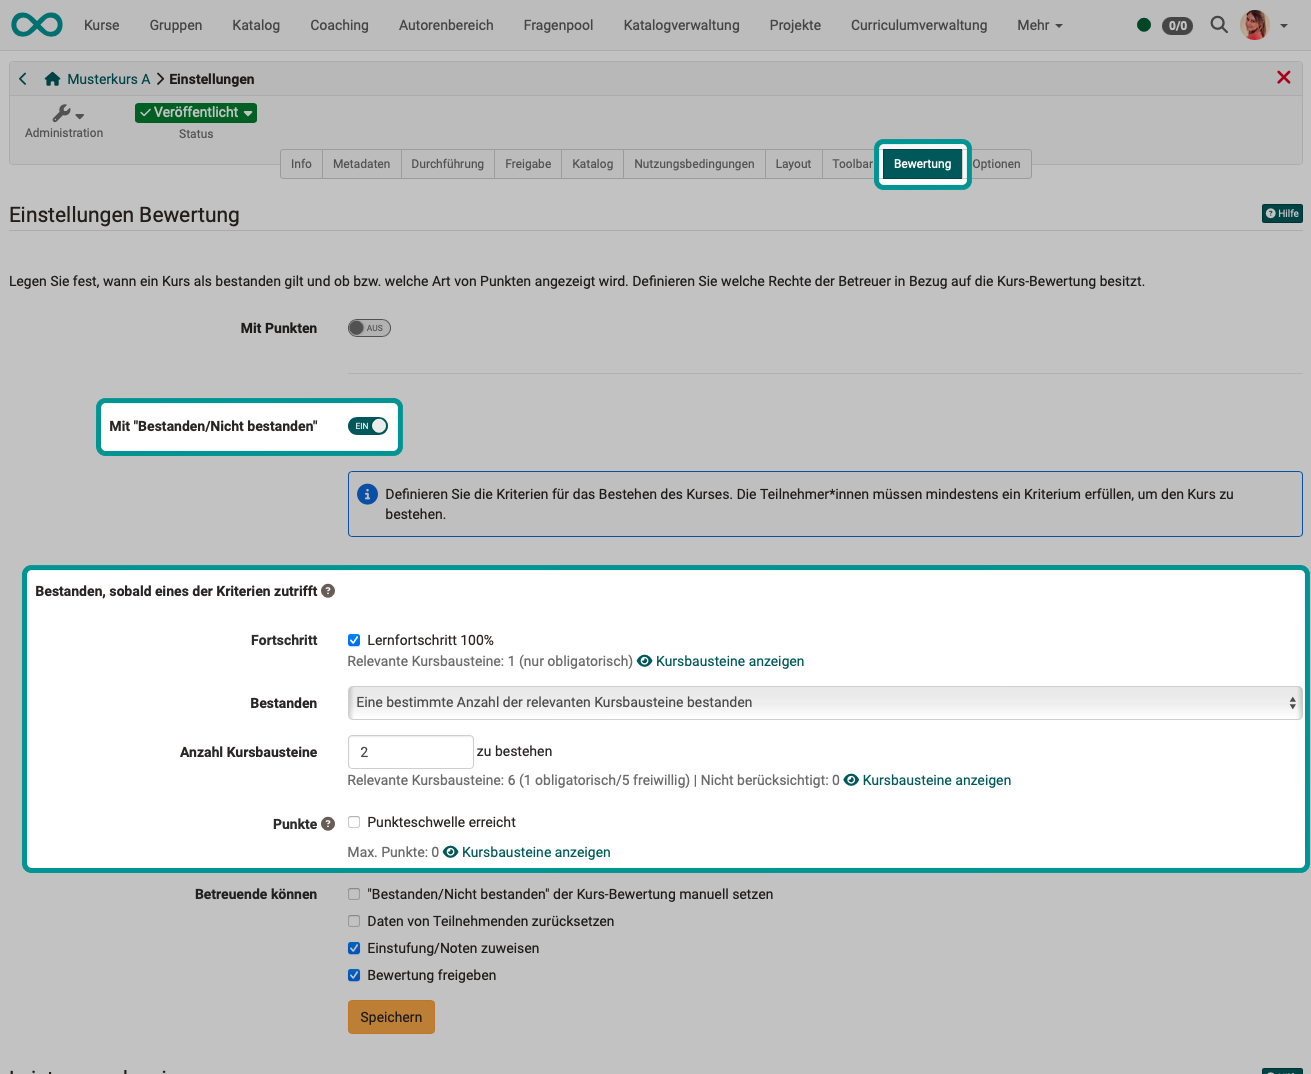 Kurse Gruppen Katalog Coaching Autorenbereich Fragenpool Katalogverwaltung Projekte Curriculumverwaltung Mehr 0/0
Musterkurs A Einstellungen
Administration
Veröffentlicht
Status
Info Metadaten Durchführung Freigabe Katalog Nutzungsbedingungen Layout Toolbar Bewertung Optionen
Einstellungen Bewertung
Hilfe
Legen Sie fest, wann ein Kurs als bestanden gilt und ob bzw. welche Art von Punkten angezeigt wird. Definieren Sie welche Rechte der Betreuer in Bezug auf die Kurs-Bewertung besitzt.
Mit Punkten AUS
Mit "Bestanden/Nicht bestanden" EIN
Definieren Sie die Kriterien für das Bestehen des Kurses. Die Teilnehmer*innen müssen mindestens ein Kriterium erfüllen, um den Kurs zu
bestehen.
Bestanden, sobald eines der Kriterien zutrifft
Fortschritt Lernfortschritt 100%
Relevante Kursbausteine: 1 (nur obligatorisch) Kursbausteine anzeigen
Bestanden Eine bestimmte Anzahl der relevanten Kursbausteine bestanden
Anzahl Kursbausteine 2 zu bestehen
Relevante Kursbausteine: 6 (1 obligatorisch/5 freiwillig) | Nicht berücksichtigt: 0 Kursbausteine anzeigen
Punkte Punkteschwelle erreicht
Max. Punkte: 0 Kursbausteine anzeigen
Betreuende können "Bestanden/Nicht bestanden" der Kurs-Bewertung manuell setzen
Daten von Teilnehmenden zurücksetzen
Einstufung/Noten zuweisen
Bewertung freigeben
Speichern